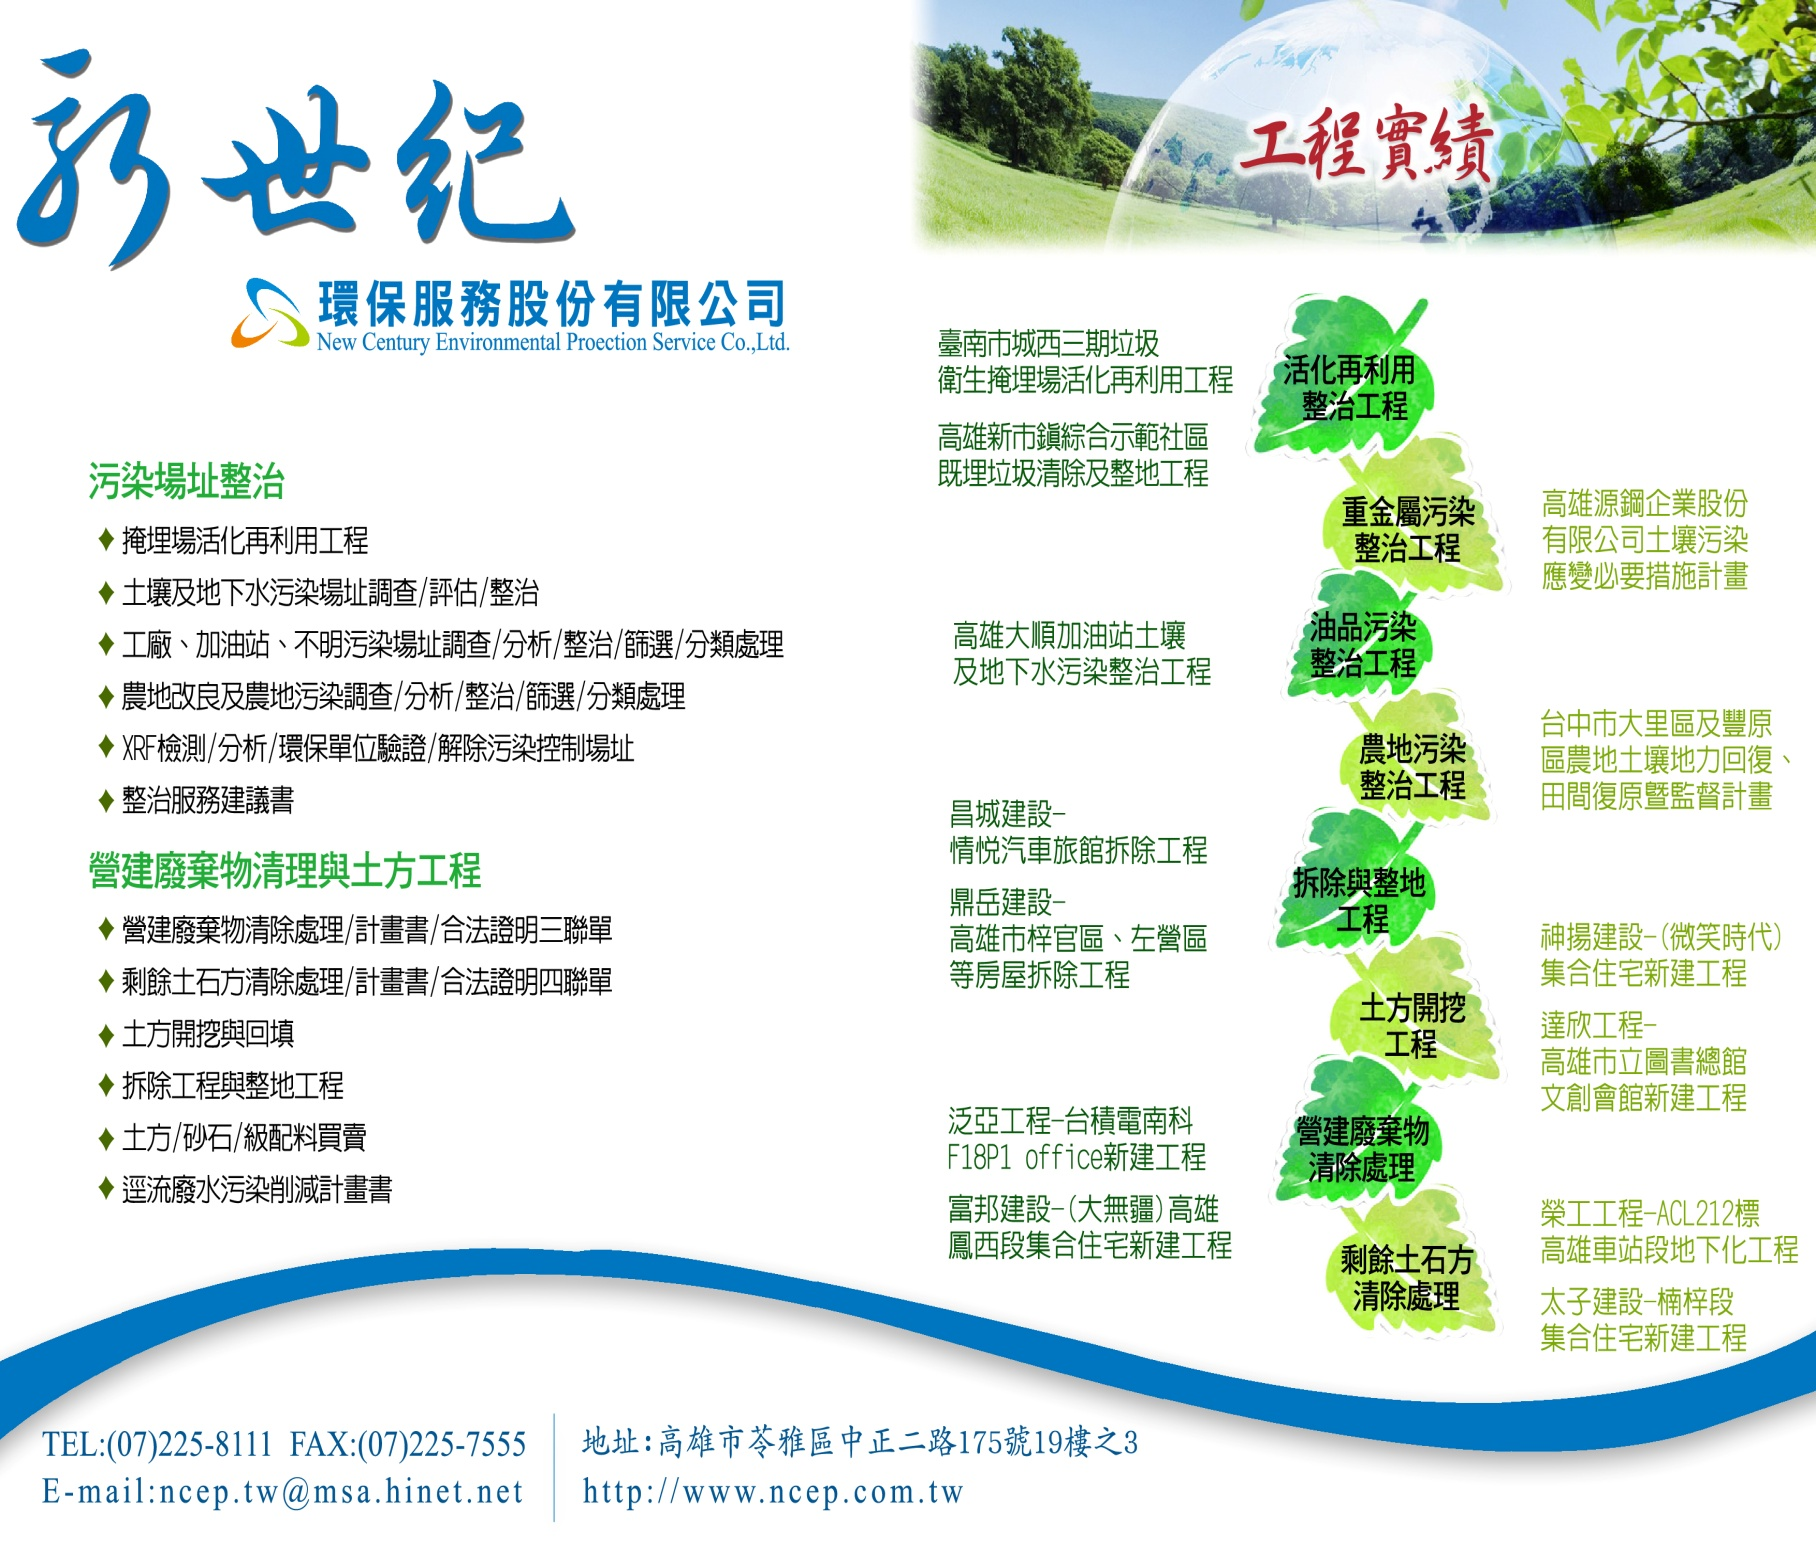 新世紀
環保服務股份有限公司
New Century Environmental Proection Service Co.,Ltd.
污染場址整治
掩埋場活化再利用工程
土壤及地下水污染場址調查/評估/整治
工廠、加油站、不明污染場址調查/分析/整治/篩選/分類處理
農地改良及農地污染調查/分析/整治/篩選/分類處理
XRF檢測/分析/環保單位驗證/解除污染控制場址
整治服務建議書
營建廢棄物清理與土方工程
營建廢棄物清除處理/計畫書/合法證明三聯單
剩餘土石方清除處理/計畫書/合法證明四聯單
土方開挖與回填
拆除工程與整地工程
土方/砂石/級配料買賣
逕流廢水污染削減計畫書
工程實績
活化再利用
整治工程
臺南市城西三期垃圾
衛生掩埋場活化再利用工程
高雄新市鎮綜合示範社區
既埋垃圾清除及整地工程
重金屬污染
整治工程
高雄源鋼企業股份
有限公司土壤污染
應變必要措施計畫
油品污染
整治工程
高雄大順加油站土壤
及地下水污染整治工程
農地污染
整治工程
台中市大里區及豐原
區農地土壤地力回復、
田間復原暨監督計畫
拆除與整地
工程
昌城建設-
情悅汽車旅館拆除工程
鼎岳建設-
高雄市梓官區、左營區
等房屋拆除工程
土方開挖
工程
神揚建設-(微笑時代)
集合住宅新建工程
達欣工程-
高雄市立圖書總館
文創會館新建工程
營建廢棄物
清除處理
泛亞工程-台積電南科
F18P1 office新建工程
富邦建設-(大無疆)高雄
鳳西段集合住宅新建工程
剩餘土石方
清除處理
榮工工程-ACL212標
高雄車站段地下化工程
太子建設-楠梓段
集合住宅新建工程
TEL:(07)225-8111 FAX:(07)225-7555
E-mail:ncep.tw@msa.hinet.net
地址:高雄市苓雅區中正二路175號19樓之3
http://www.ncep.com.tw